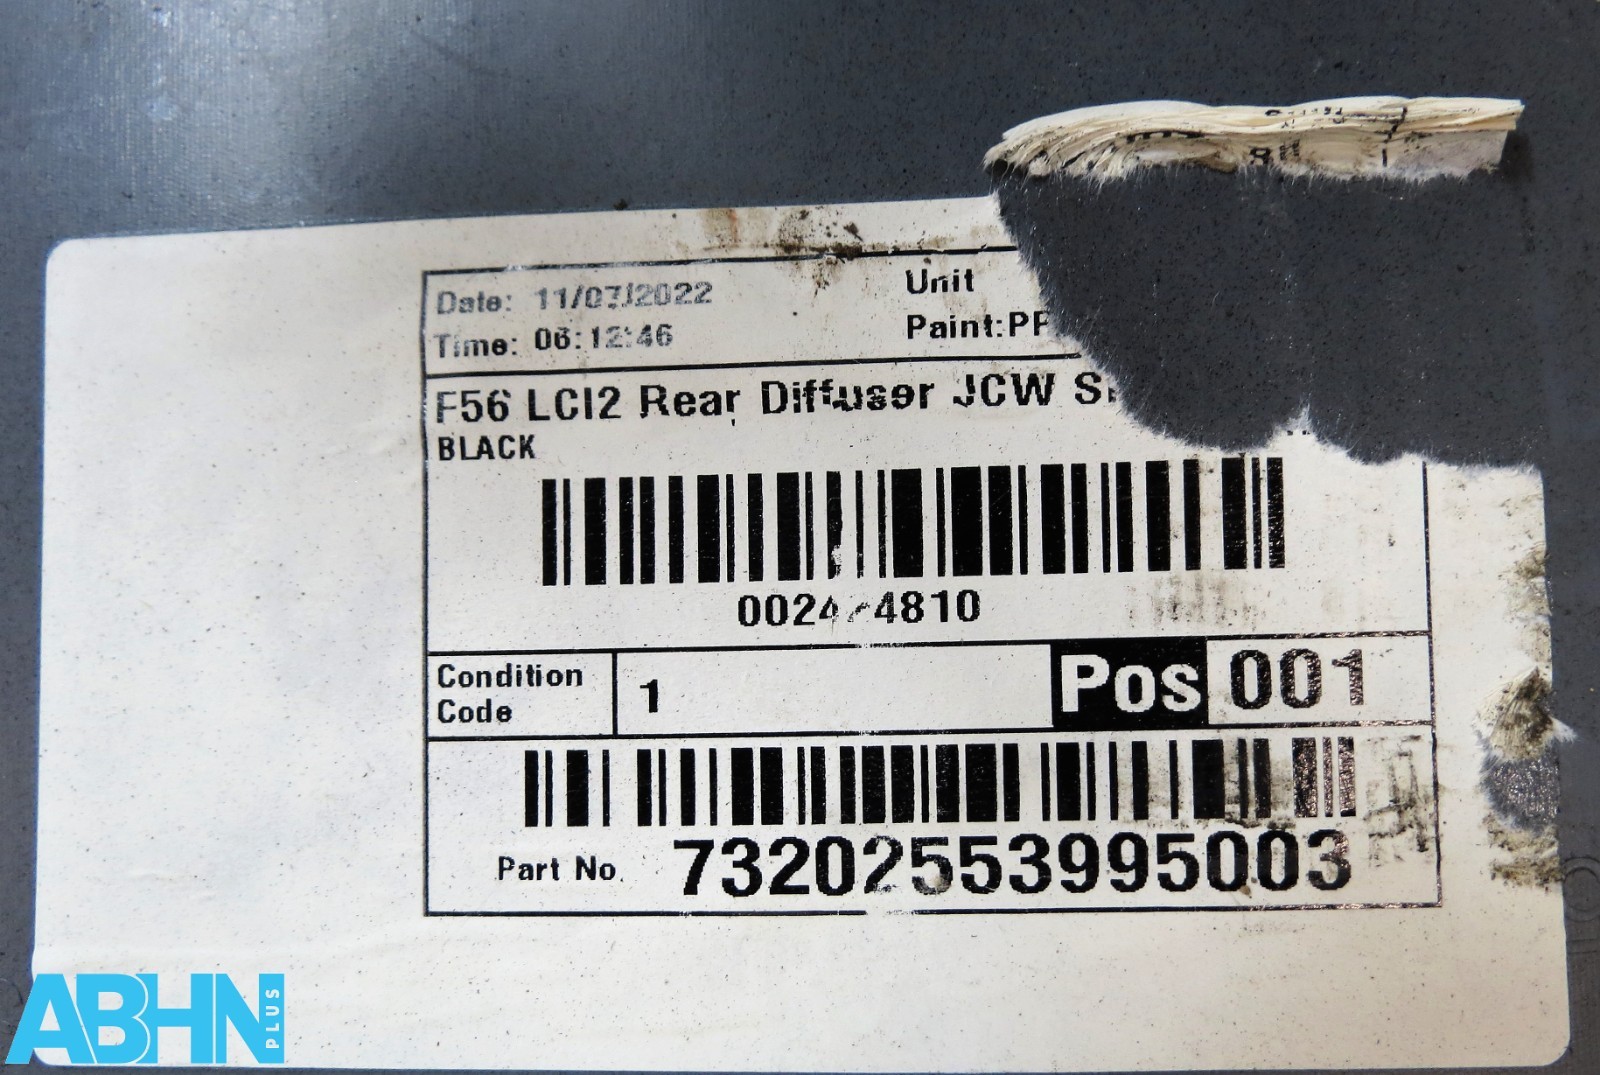 Date: 11/07/2022
Time: 06:12:46
Unit
Paint:PP
F56 LCI2 Rear Diffuser JCW
BLACK
Condition
Code
1
Pos 001
Part No. 73202553995003
ABHN
PLUS